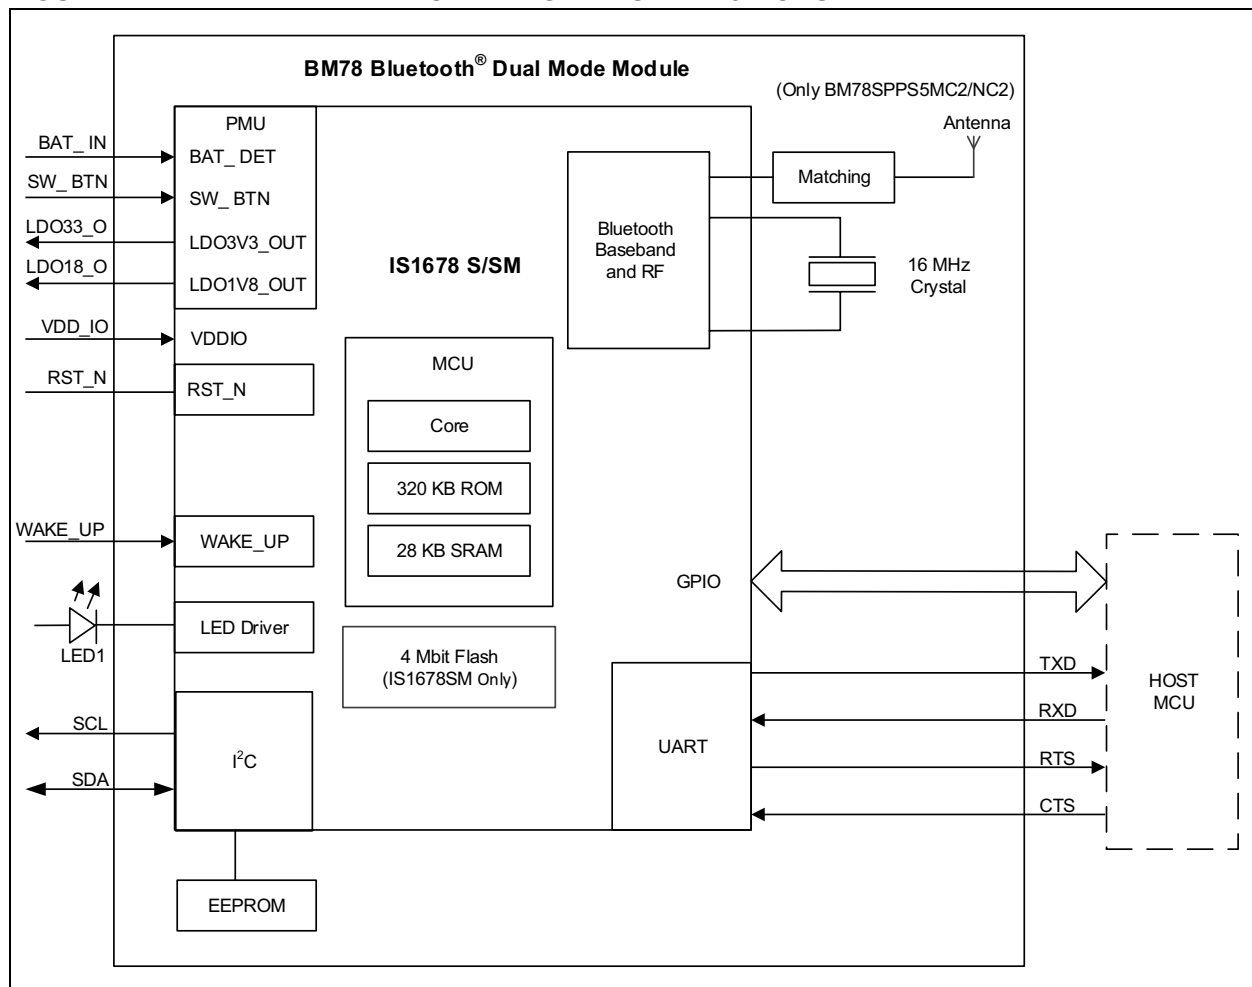 BM78 Bluetooth® Dual Mode Module
(Only BM78SPPS5MC2/NC2)
Antenna
PMU
BAT_ IN
BAT_ DET
SW_ BTN
SW_ BTN
LDO33_O
LDO3V3_OUT
LDO18_O
LDO1V8_OUT
VDD_IO
VDDIO
RST_N
RST_N
IS1678 S/SM
Bluetooth
Baseband
and RF
Matching
16 MHz
Crystal
MCU
Core
320 KB ROM
28 KB SRAM
WAKE_UP
WAKE_UP
LED1
LED Driver
4 Mbit Flash
(IS1678SM Only)
GPIO
SCL
SDA
I²C
EEPROM
UART
TXD
RXD
RTS
CTS
HOST
MCU